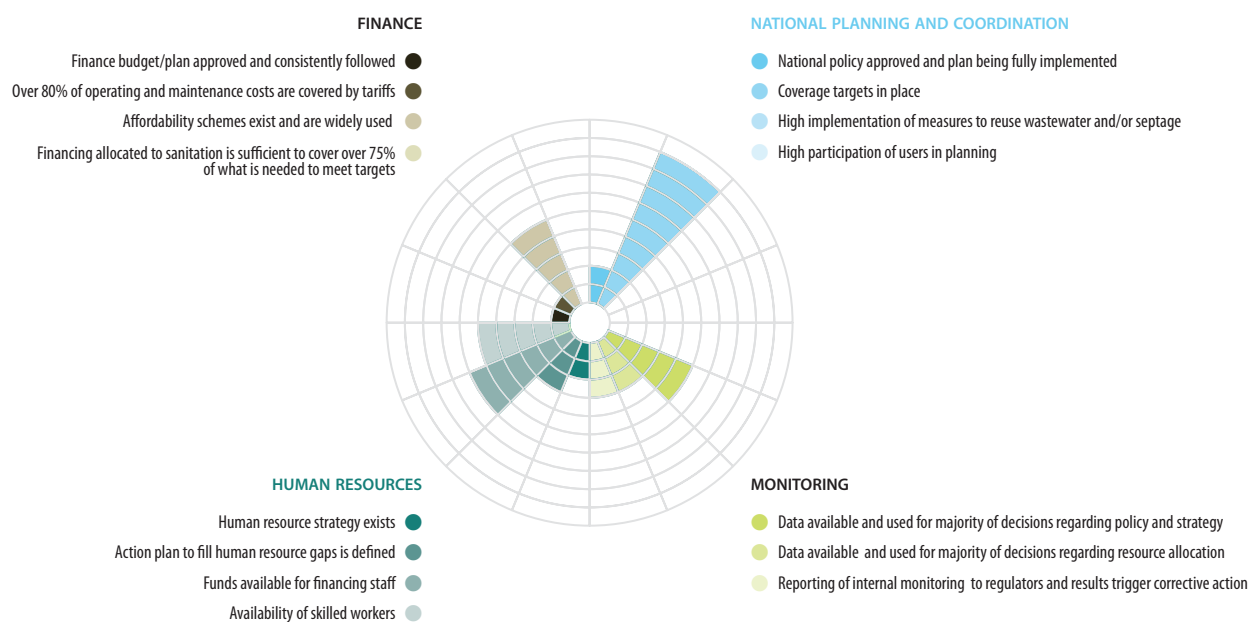 FINANCE
Finance budget/plan approved and consistently followed
Over 80% of operating and maintenance costs are covered by tariffs
Affordability schemes exist and are widely used
Financing allocated to sanitation is sufficient to cover over 75%
of what is needed to meet targets
NATIONAL PLANNING AND COORDINATION
National policy approved and plan being fully implemented
Coverage targets in place
High implementation of measures to reuse wastewater and/or septage
High participation of users in planning
HUMAN RESOURCES
Human resource strategy exists
Action plan to fill human resource gaps is defined
Funds available for financing staff
Availability of skilled workers
MONITORING
Data available and used for majority of decisions regarding policy and strategy
Data available and used for majority of decisions regarding resource allocation
Reporting of internal monitoring to regulators and results trigger corrective action